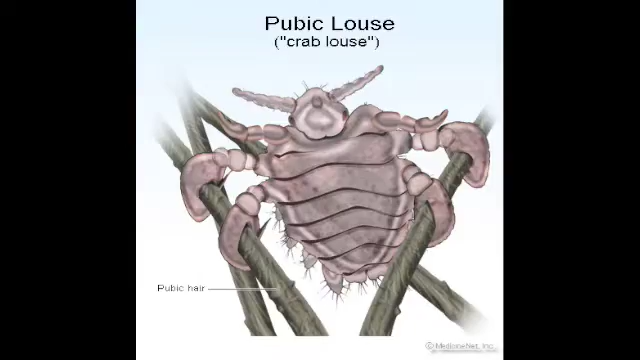 Pubic Louse
("crab louse")
Pubic hair
© MedicineNet, Inc.